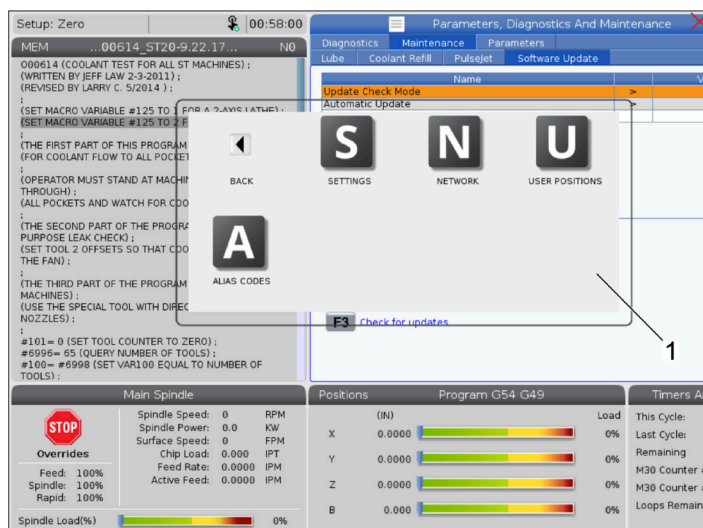 Setup: Zero
00:58:00
Parameters, Diagnostics And Maintenance
MEM ...00614_ST20-9.22.17... N0
Diagnostics Maintenance Parameters
Lube Coolant Refill PulseJet Software Update
Name
Update Check Mode >
Automatic Update >
O00614 (COOLANT TEST FOR ALL ST MACHINES) ;
(WRITTEN BY JEFF LAW 2-3-2011) ;
(REVISED BY LARRY C. 5/2014 ) ;
;
(SET MACRO VARIABLE #125 TO 1 FOR A 2-AXIS LATHE) ;
(SET MACRO VARIABLE #125 TO 2 F
;
(THE FIRST PART OF THIS PROGRAM
(FOR COOLANT FLOW TO ALL POCKET
;
(OPERATOR MUST STAND AT MACHIN
THROUGH) ;
(ALL POCKETS AND WATCH FOR COO
;
(THE SECOND PART OF THE PROGRA
PURPOSE LEAK CHECK) ;
(SET TOOL 2 OFFSETS SO THAT COO
THE FAN) ;
;
(THE THIRD PART OF THE PROGRAM
MACHINES) ;
(USE THE SPECIAL TOOL WITH DIREC
NOZZLES) ;
;
#101= 0 (SET TOOL COUNTER TO ZERO) ;
#6996= 65 (QUERY NUMBER OF TOOLS) ;
#100= #6998 (SET VAR100 EQUAL TO NUMBER OF
TOOLS) ;
S N U
BACK SETTINGS NETWORK USER POSITIONS
A
ALIAS CODES
F3 Check for updates
1
Main Spindle
STOP
Overrides
Feed: 100%
Spindle: 100%
Rapid: 100%
Spindle Speed: 0 RPM
Spindle Power: 0.0 KW
Surface Speed: 0 FPM
Chip Load: 0.000 IPT
Feed Rate: 0.0000 IPM
Active Feed: 0.0000 IPM
Spindle Load(%) 0%
Positions Program G54 G49
(IN) Load
X 0.0000 0%
Y 0.0000 0%
Z 0.0000 0%
B 0.000 0%
Timers A
This Cycle:
Last Cycle:
Remaining
M30 Counter
M30 Counter
Loops Remain